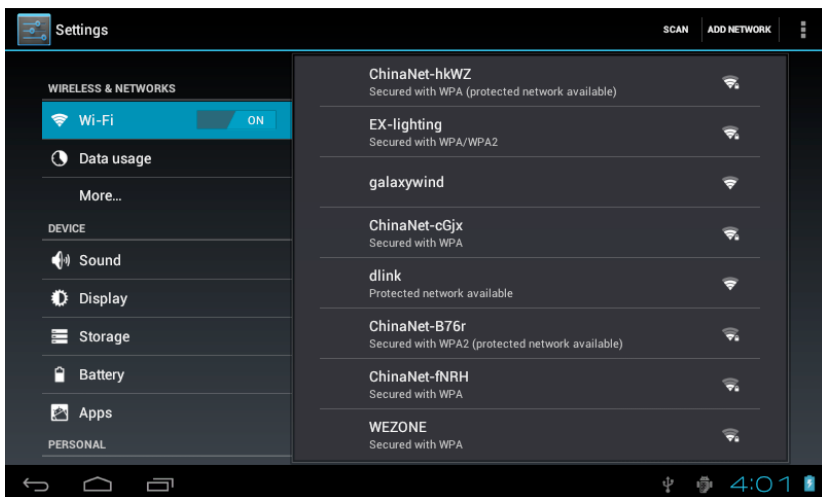 Settings
SCAN
ADD NETWORK
WIRELESS & NETWORKS
Wi-Fi
ON
Data usage
More...
DEVICE
Sound
Display
Storage
Battery
Apps
PERSONAL
ChinaNet-hkWZ
Secured with WPA (protected network available)
EX-lighting
Secured with WPA/WPA2
galaxywind
ChinaNet-cGjx
Secured with WPA
dlink
Protected network available
ChinaNet-B76r
Secured with WPA2 (protected network available)
ChinaNet-fNRH
Secured with WPA
WEZONE
Secured with WPA
4:01